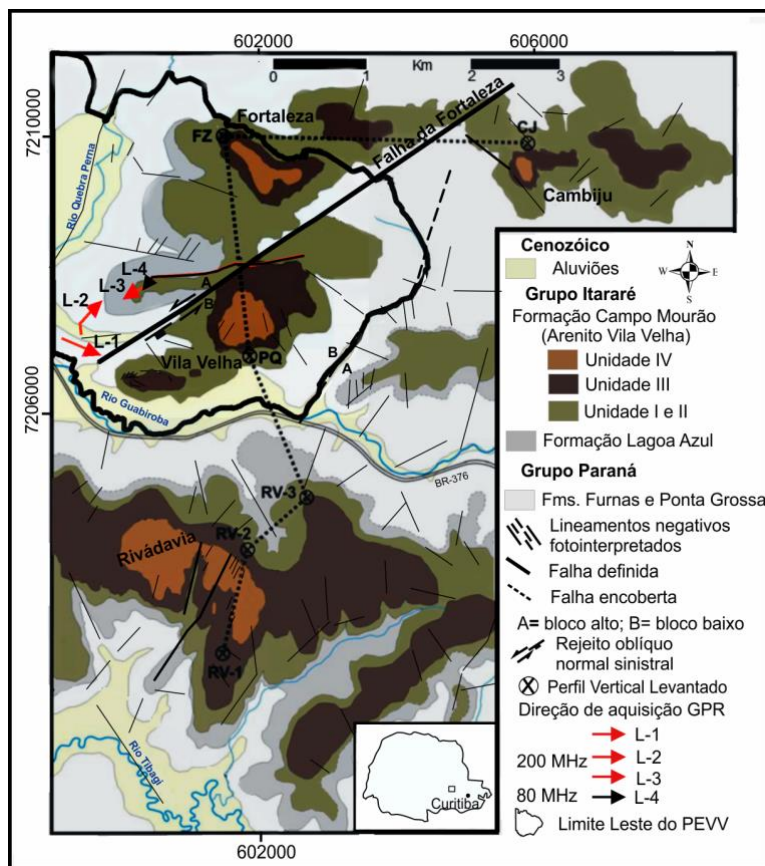 602000
606000
Km
0 1 2 3
7210000
7206000
Fortaleza
FZ
CJ
Falha da Fortaleza
Cambiju
Rio Quebra Perna
L-4
L-3
L-2
L-1
A
B
Vila Velha
PQ
B
A
Rio Guabiroba
BR-376
RV-3
RV-2
Rivádavia
RV-1
Rio Tibagi
Curitiba
602000
Cenozóico
Aluviões
N
W E
S
Grupo Itararé
Formação Campo Mourão
(Arenito Vila Velha)
Unidade IV
Unidade III
Unidade I e II
Formação Lagoa Azul
Grupo Paraná
Fms. Furnas e Ponta Grossa
Lineamentos negativos
fotointerpretados
Falha definida
Falha encoberta
A= bloco alto; B= bloco baixo
Rejeito oblíquo
normal sinistral
Perfil Vertical Levantado
Direção de aquisição GPR
L-1
200 MHz L-2
L-3
80 MHz L-4
Limite Leste do PEVV